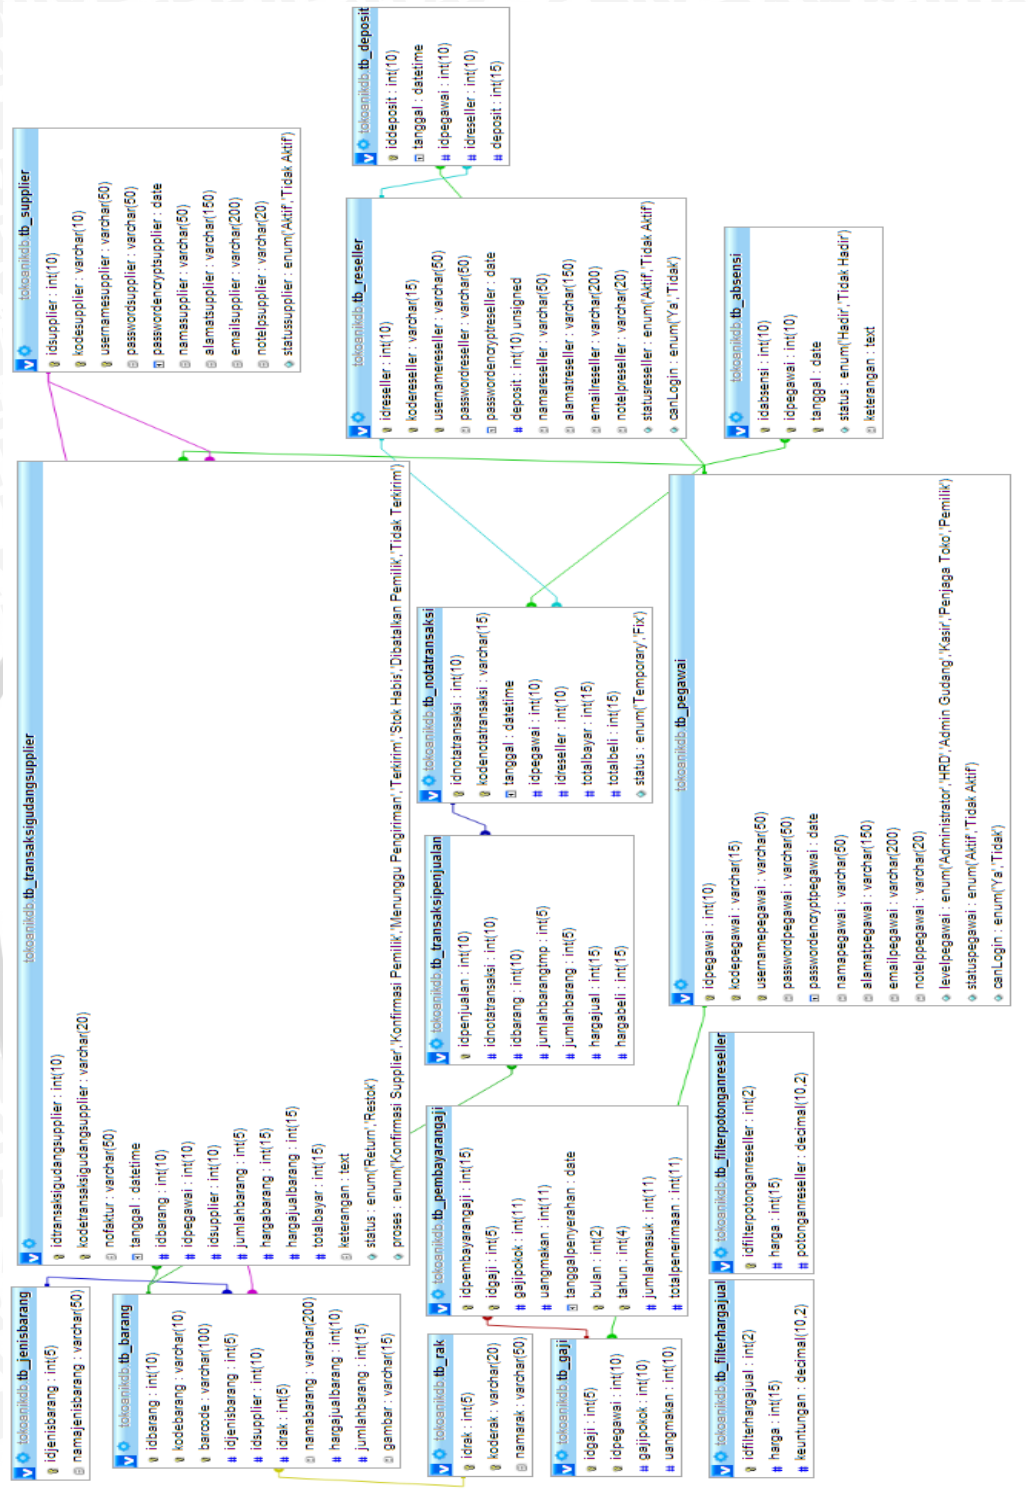 tokoanikdb.tb_jenisbarang
idjenisbarang : int(5)
namajenisbarang : varchar(50)
tokoanikdb.tb_barang
idbarang : int(10)
kodebarang : varchar(10)
barcode : varchar(100)
idjenisbarang : int(5)
idsupplier : int(10)
idrak : int(5)
namabarang : varchar(200)
hargajualbarang : int(10)
jumlahbarang : int(15)
gambar : varchar(15)
tokoanikdb.tb_rak
idrak : int(5)
koderak : varchar(20)
namarak : varchar(50)
tokoanikdb.tb_gaji
idgaji : int(5)
idpegawai : int(10)
gajipokok : int(10)
uangmakan : int(10)
tokoanikdb.tb_filterhargajual
idfilterhargajual : int(2)
harga : int(15)
keuntungan : decimal(10,2)
tokoanikdb.tb_transaksigudangsupplier
idtransaksigudangsupplier : int(10)
kodetransaksigudangsupplier : varchar(20)
nofaktur : varchar(50)
tanggal : datetime
idbarang : int(10)
idpegawai : int(10)
idsupplier : int(10)
jumlahbarang : int(5)
hargabarang : int(15)
hargajualbarang : int(15)
totalbayar : int(15)
keterangan : text
status : enum('Return','Restok')
proses : enum('Konfirmasi Supplier','Konfirmasi Pemilik','Menunggu Pengiriman','Terkirim','Stok Habis','Dibatalkan Pemilik','Tidak Terkirim')
tokoanikdb.tb_pembayarangaji
idpembayarangaji : int(15)
idgaji : int(5)
gajipokok : int(11)
uangmakan : int(11)
tanggalpenyerahan : date
bulan : int(2)
tahun : int(4)
jumlahmasuk : int(11)
totalpenerimaan : int(11)
tokoanikdb.tb_filterpotonganreseller
idfilterpotonganreseller : int(2)
harga : int(15)
potonganreseller : decimal(10,2)
tokoanikdb.tb_transaksipenjualan
idpenjualan : int(10)
idnotatransaksi : int(10)
idbarang : int(10)
jumlahbarangtmp : int(5)
jumlahbarang : int(5)
hargajual : int(15)
hargabeli : int(15)
tokoanikdb.tb_notatransaksi
idnotatransaksi : int(10)
kodenotatransaksi : varchar(15)
tanggal : datetime
idpegawai : int(10)
idreseller : int(10)
totalbayar : int(15)
totalbeli : int(15)
status : enum('Temporary','Fix')
tokoanikdb.tb_pegawai
idpegawai : int(10)
kodepegawai : varchar(15)
usernamepegawai : varchar(50)
passwordpegawai : varchar(50)
passwordencryptpegawai : date
namapegawai : varchar(50)
alamatpegawai : varchar(150)
emailpegawai : varchar(200)
notelppegawai : varchar(20)
levelpegawai : enum('Administrator','HRD','Admin Gudang','Kasir','Penjaga Toko','Pemilik')
statuspegawai : enum('Aktif','Tidak Aktif')
canLogin : enum('Ya','Tidak')
tokoanikdb.tb_supplier
idsupplier : int(10)
kodesupplier : varchar(10)
usernamesupplier : varchar(50)
passwordsupplier : varchar(50)
passwordencryptsupplier : date
namasupplier : varchar(50)
alamatsupplier : varchar(150)
emailsupplier : varchar(200)
notelpsupplier : varchar(20)
statussupplier : enum('Aktif','Tidak Aktif')
tokoanikdb.tb_reseller
idreseller : int(10)
kodereseller : varchar(15)
usernamereseller : varchar(50)
passwordreseller : varchar(50)
passwordencryptreseller : date
deposit : int(10) unsigned
namareseller : varchar(50)
alamatreseller : varchar(150)
emailreseller : varchar(200)
notelpreseller : varchar(20)
statusreseller : enum('Aktif','Tidak Aktif')
canLogin : enum('Ya','Tidak')
tokoanikdb.tb_absensi
idabsensi : int(10)
idpegawai : int(10)
tanggal : date
status : enum('Hadir','Tidak Hadir')
keterangan : text
tokoanikdb.tb_deposit
iddeposit : int(10)
tanggal : datetime
idpegawai : int(10)
idreseller : int(10)
deposit : int(15)